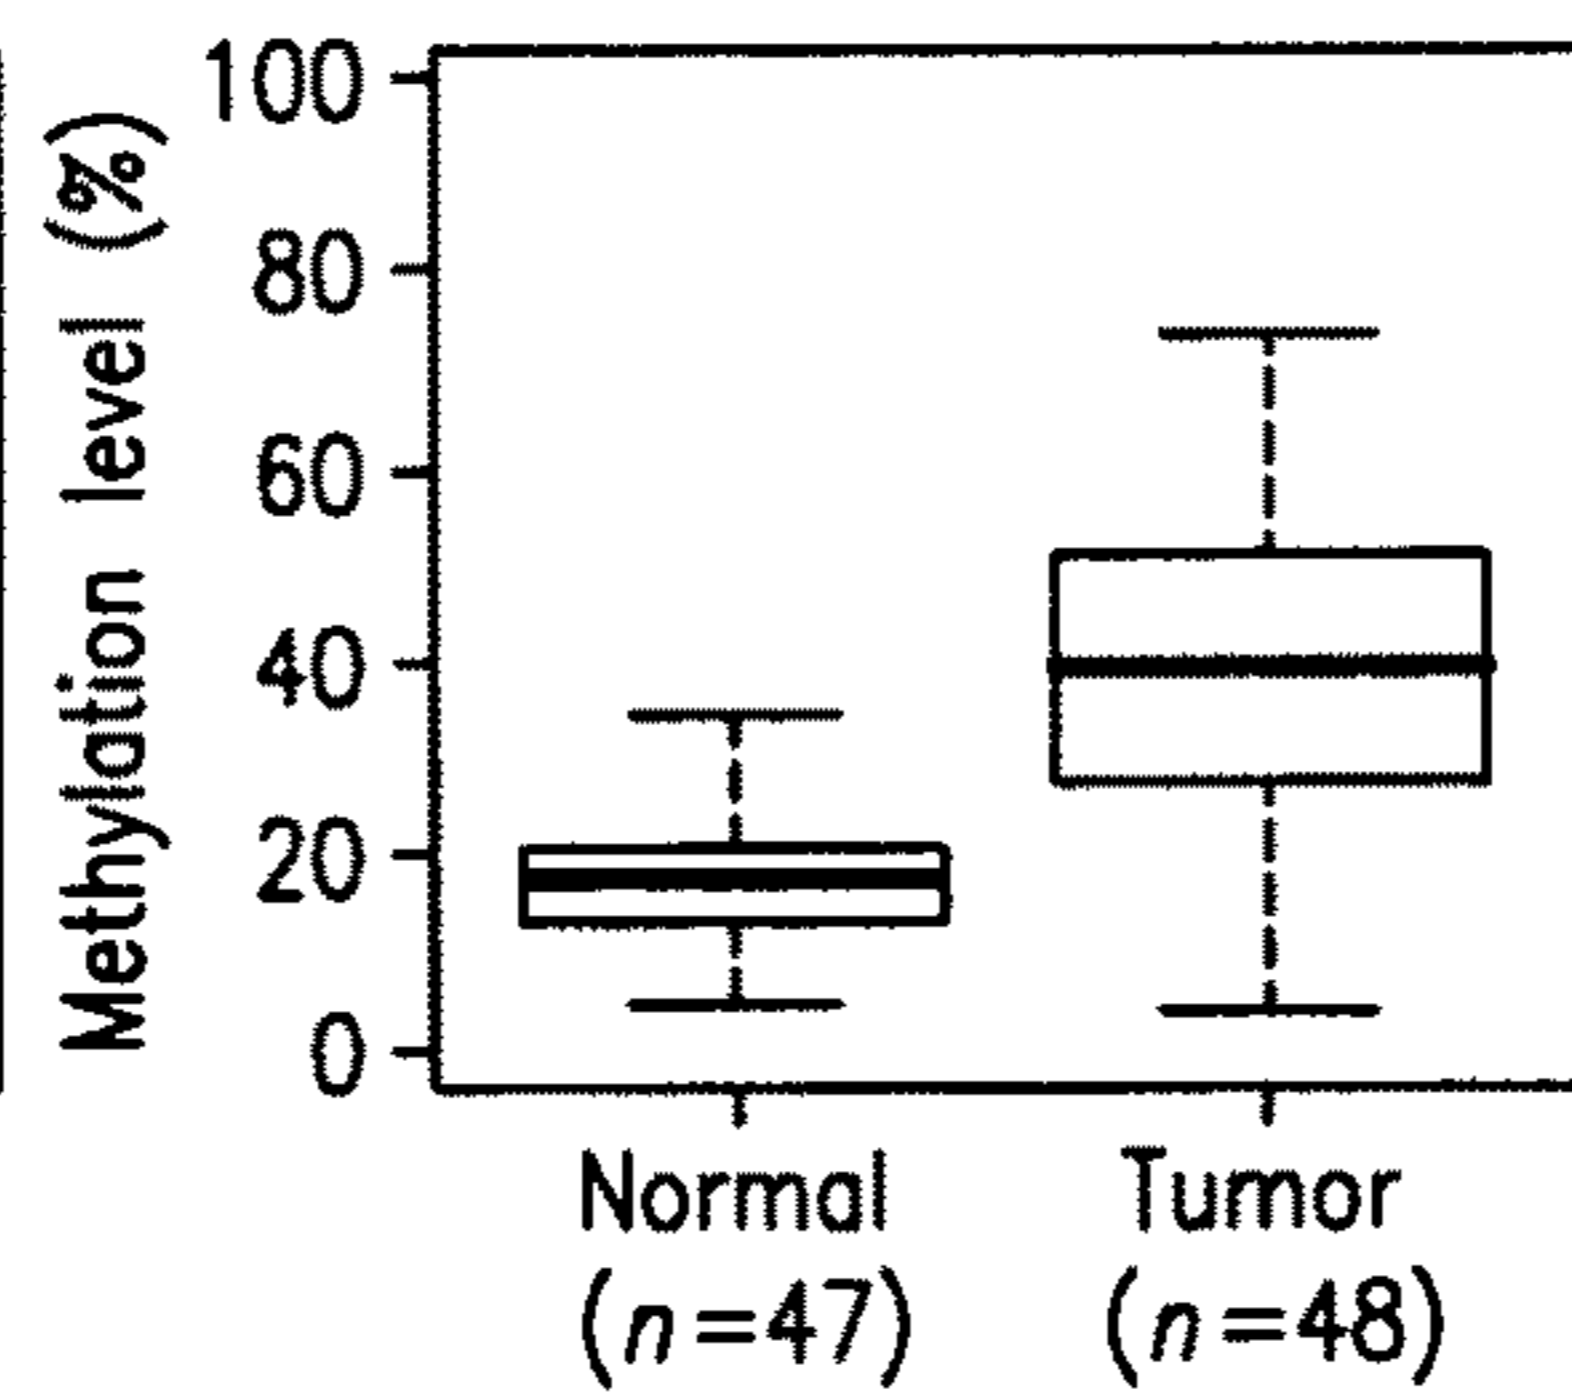 Methylation level (%)
100
80
60
40
20
0
Normal
(n=47)
Tumor
(n=48)